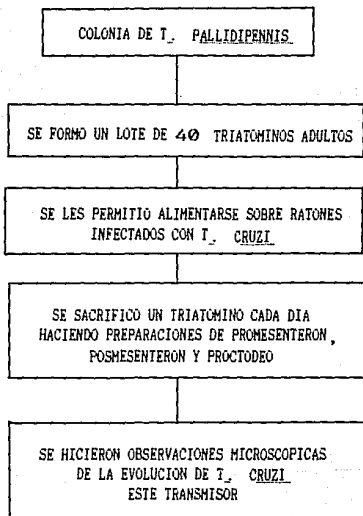 COLONIA DE T. PALLIDIPENNIS
SE FORMO UN LOTE DE 40 TRIATOMINOS ADULTOS
SE LES PERMITIO ALIMENTARSE SOBRE RATONES
INFECTADOS CON T. CRUZI
SE SACRIFICO UN TRIATOMINO CADA DIA
HACIENDO PREPARACIONES DE PROMESENTERON,
POSMESENTERON Y PROCTODEO
SE HICIERON OBSERVACIONES MICROSCOPICAS
DE LA EVOLUCION DE T. CRUZI
ESTE TRANSMISOR